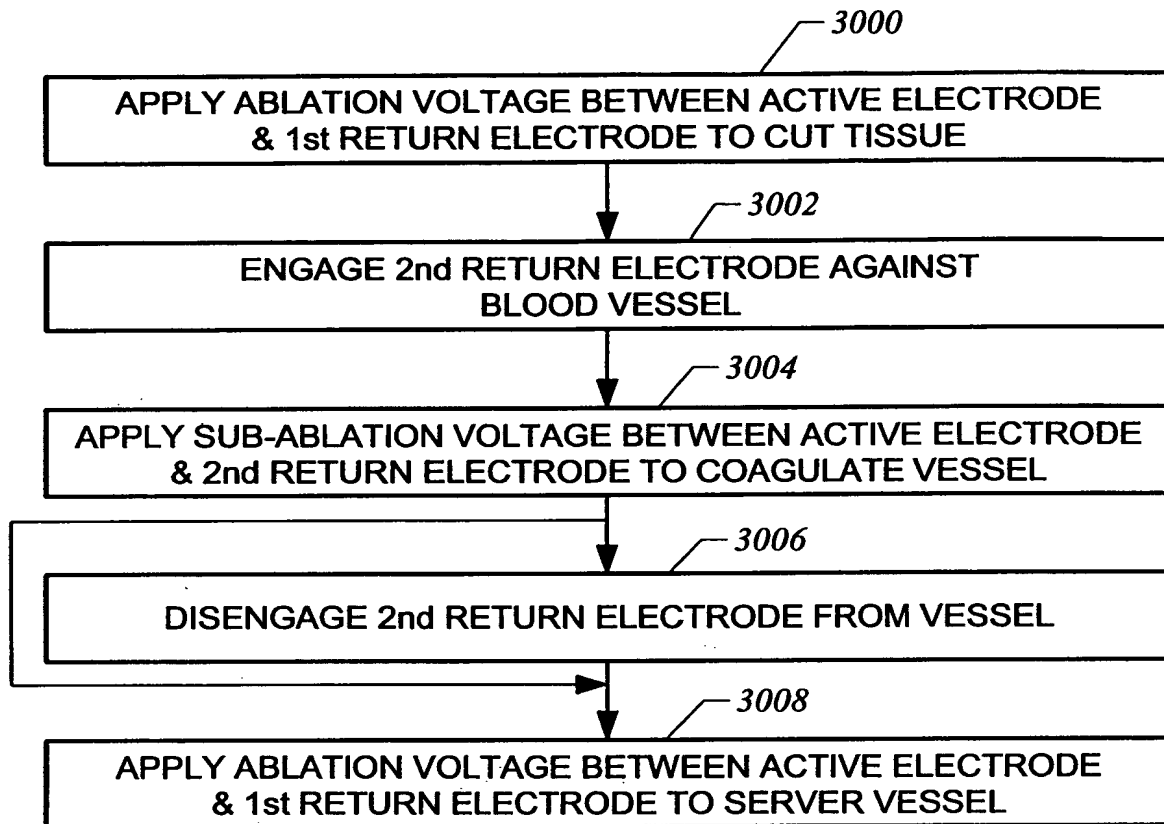 3000
APPLY ABLATION VOLTAGE BETWEEN ACTIVE ELECTRODE
& 1st RETURN ELECTRODE TO CUT TISSUE
3002
ENGAGE 2nd RETURN ELECTRODE AGAINST
BLOOD VESSEL
3004
APPLY SUB-ABLATION VOLTAGE BETWEEN ACTIVE ELECTRODE
& 2nd RETURN ELECTRODE TO COAGULATE VESSEL
3006
DISENGAGE 2nd RETURN ELECTRODE FROM VESSEL
3008
APPLY ABLATION VOLTAGE BETWEEN ACTIVE ELECTRODE
& 1st RETURN ELECTRODE TO SERVER VESSEL